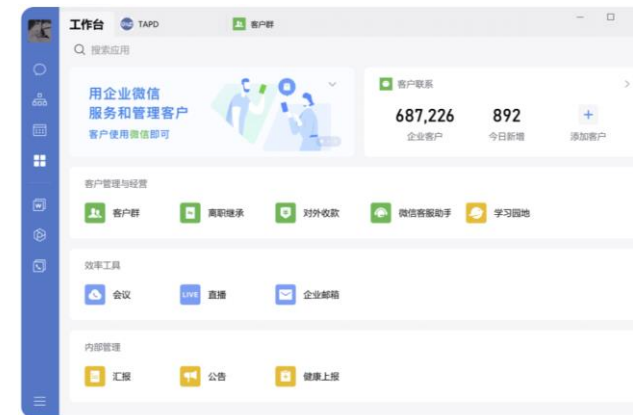 工作台 TAPD 客户群
搜索应用
用企业微信
服务和管理客户
客户使用微信即可
客户联系
687,226 892
企业客户 今日新增 添加客户
客户管理与经营
客户群 离职继承 对外收款 微信客服助手 学习园地
效率工具
会议 LIVE 直播 企业邮箱
内部管理
汇报 公告 健康上报